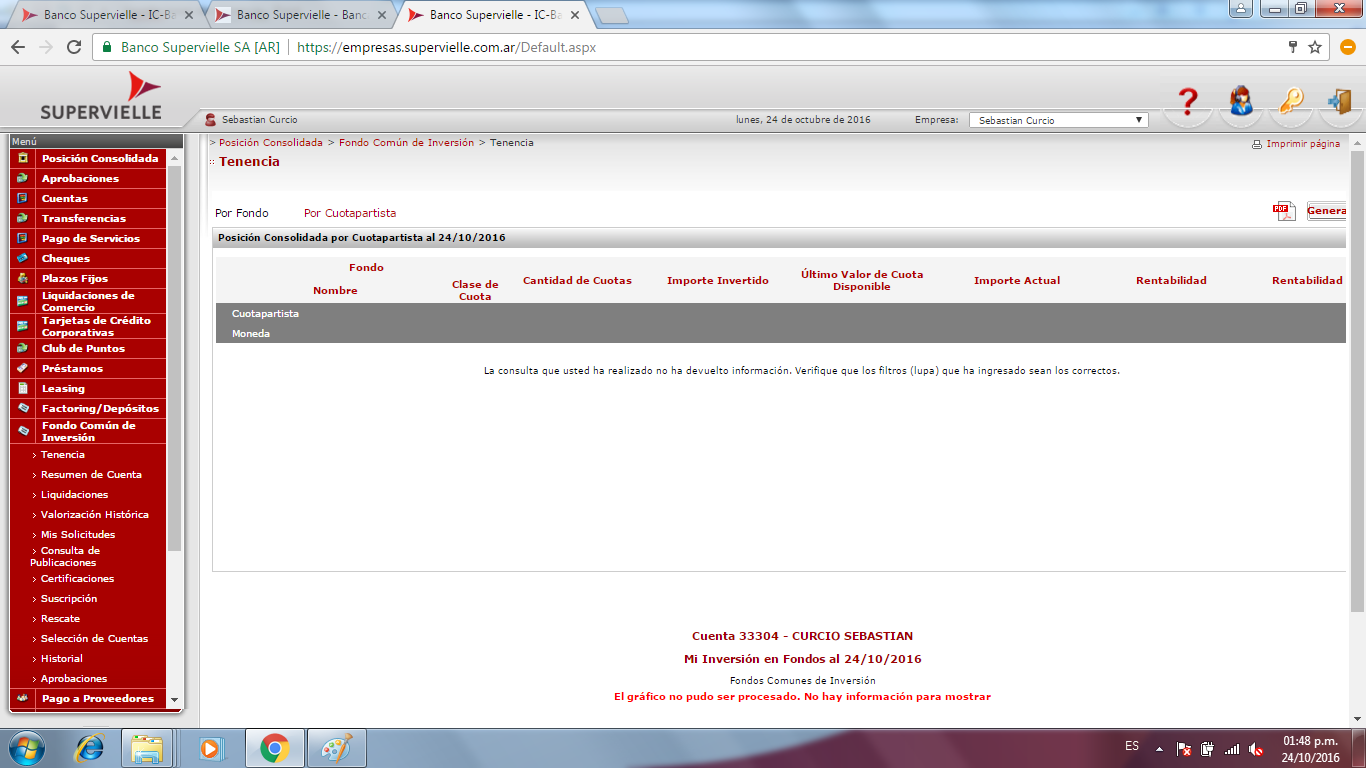 Banco Supervielle - IC-Ba
Banco Supervielle - Banca
Banco Supervielle - IC-Ba
Banco Supervielle SA [AR]
https://empresas.supervielle.com.ar/Default.aspx
SUPERVIELLE
Sebastian Curcio
lunes, 24 de octubre de 2016
Empresa:
Sebastian Curcio
Menú
Posición Consolidada
Aprobaciones
Cuentas
Transferencias
Pago de Servicios
Cheques
Plazos Fijos
Liquidaciones de
Comercio
Tarjetas de Crédito
Corporativas
Club de Puntos
Préstamos
Leasing
Factoring/Depósitos
Fondo Común de
Inversión
> Tenencia
> Resumen de Cuenta
> Liquidaciones
> Valorización Histórica
> Mis Solicitudes
> Consulta de
Publicaciones
> Certificaciones
> Suscripción
> Rescate
> Selección de Cuentas
> Historial
> Aprobaciones
Pago a Proveedores
> Posición Consolidada > Fondo Común de Inversión > Tenencia
Imprimir página
:: Tenencia
Por Fondo
Por Cuotapartista
PDF
Genera
Posición Consolidada por Cuotapartista al 24/10/2016
Fondo
Nombre
Clase de
Cuota
Cantidad de Cuotas
Importe Invertido
Último Valor de Cuota
Disponible
Importe Actual
Rentabilidad
Rentabilidad
Cuotapartista
Moneda
La consulta que usted ha realizado no ha devuelto información. Verifique que los filtros (lupa) que ha ingresado sean los correctos.
Cuenta 33304 - CURCIO SEBASTIAN
Mi Inversión en Fondos al 24/10/2016
Fondos Comunes de Inversión
El gráfico no pudo ser procesado. No hay información para mostrar
ES
01:48 p.m.
24/10/2016